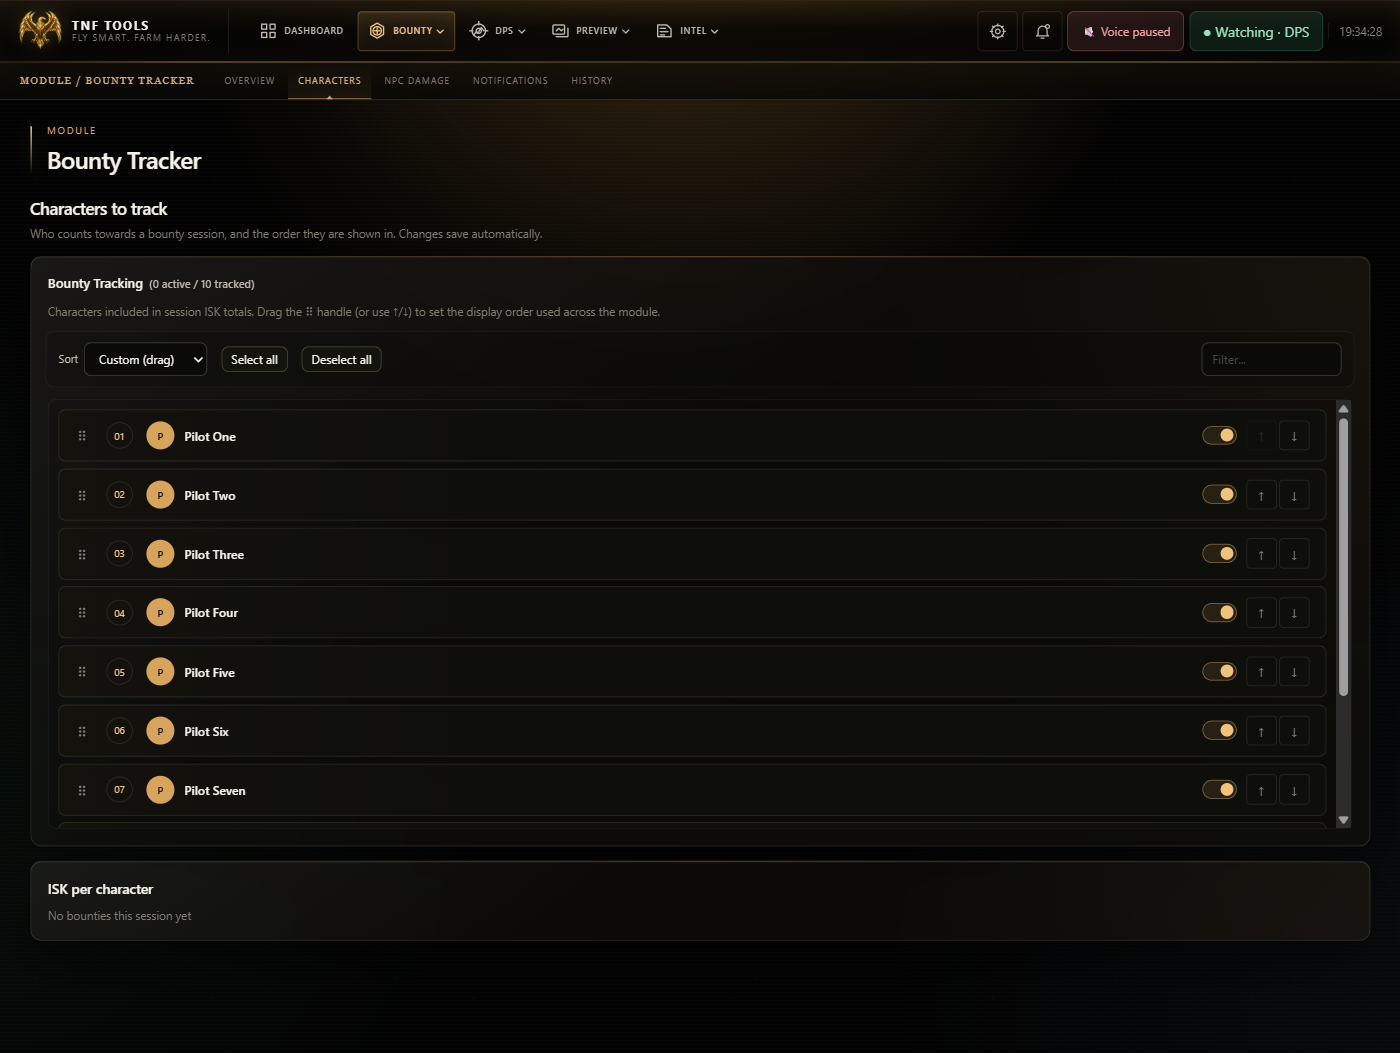 TNF TOOLS
FLY SMART. FARM HARDER.
DASHBOARD
BOUNTY
DPS
PREVIEW
INTEL
Voice paused
● Watching · DPS
19:34:28
MODULE / BOUNTY TRACKER
OVERVIEW
CHARACTERS
NPC DAMAGE
NOTIFICATIONS
HISTORY
MODULE
Bounty Tracker
Characters to track
Who counts towards a bounty session, and the order they are shown in. Changes save automatically.
Bounty Tracking (0 active / 10 tracked)
Characters included in session ISK totals. Drag the ⠿ handle (or use ↑/↓) to set the display order used across the module.
Sort
Custom (drag)
Select all
Deselect all
Filter...
01 P Pilot One ↑ ↓
02 P Pilot Two ↑ ↓
03 P Pilot Three ↑ ↓
04 P Pilot Four ↑ ↓
05 P Pilot Five ↑ ↓
06 P Pilot Six ↑ ↓
07 P Pilot Seven ↑ ↓
ISK per character
No bounties this session yet